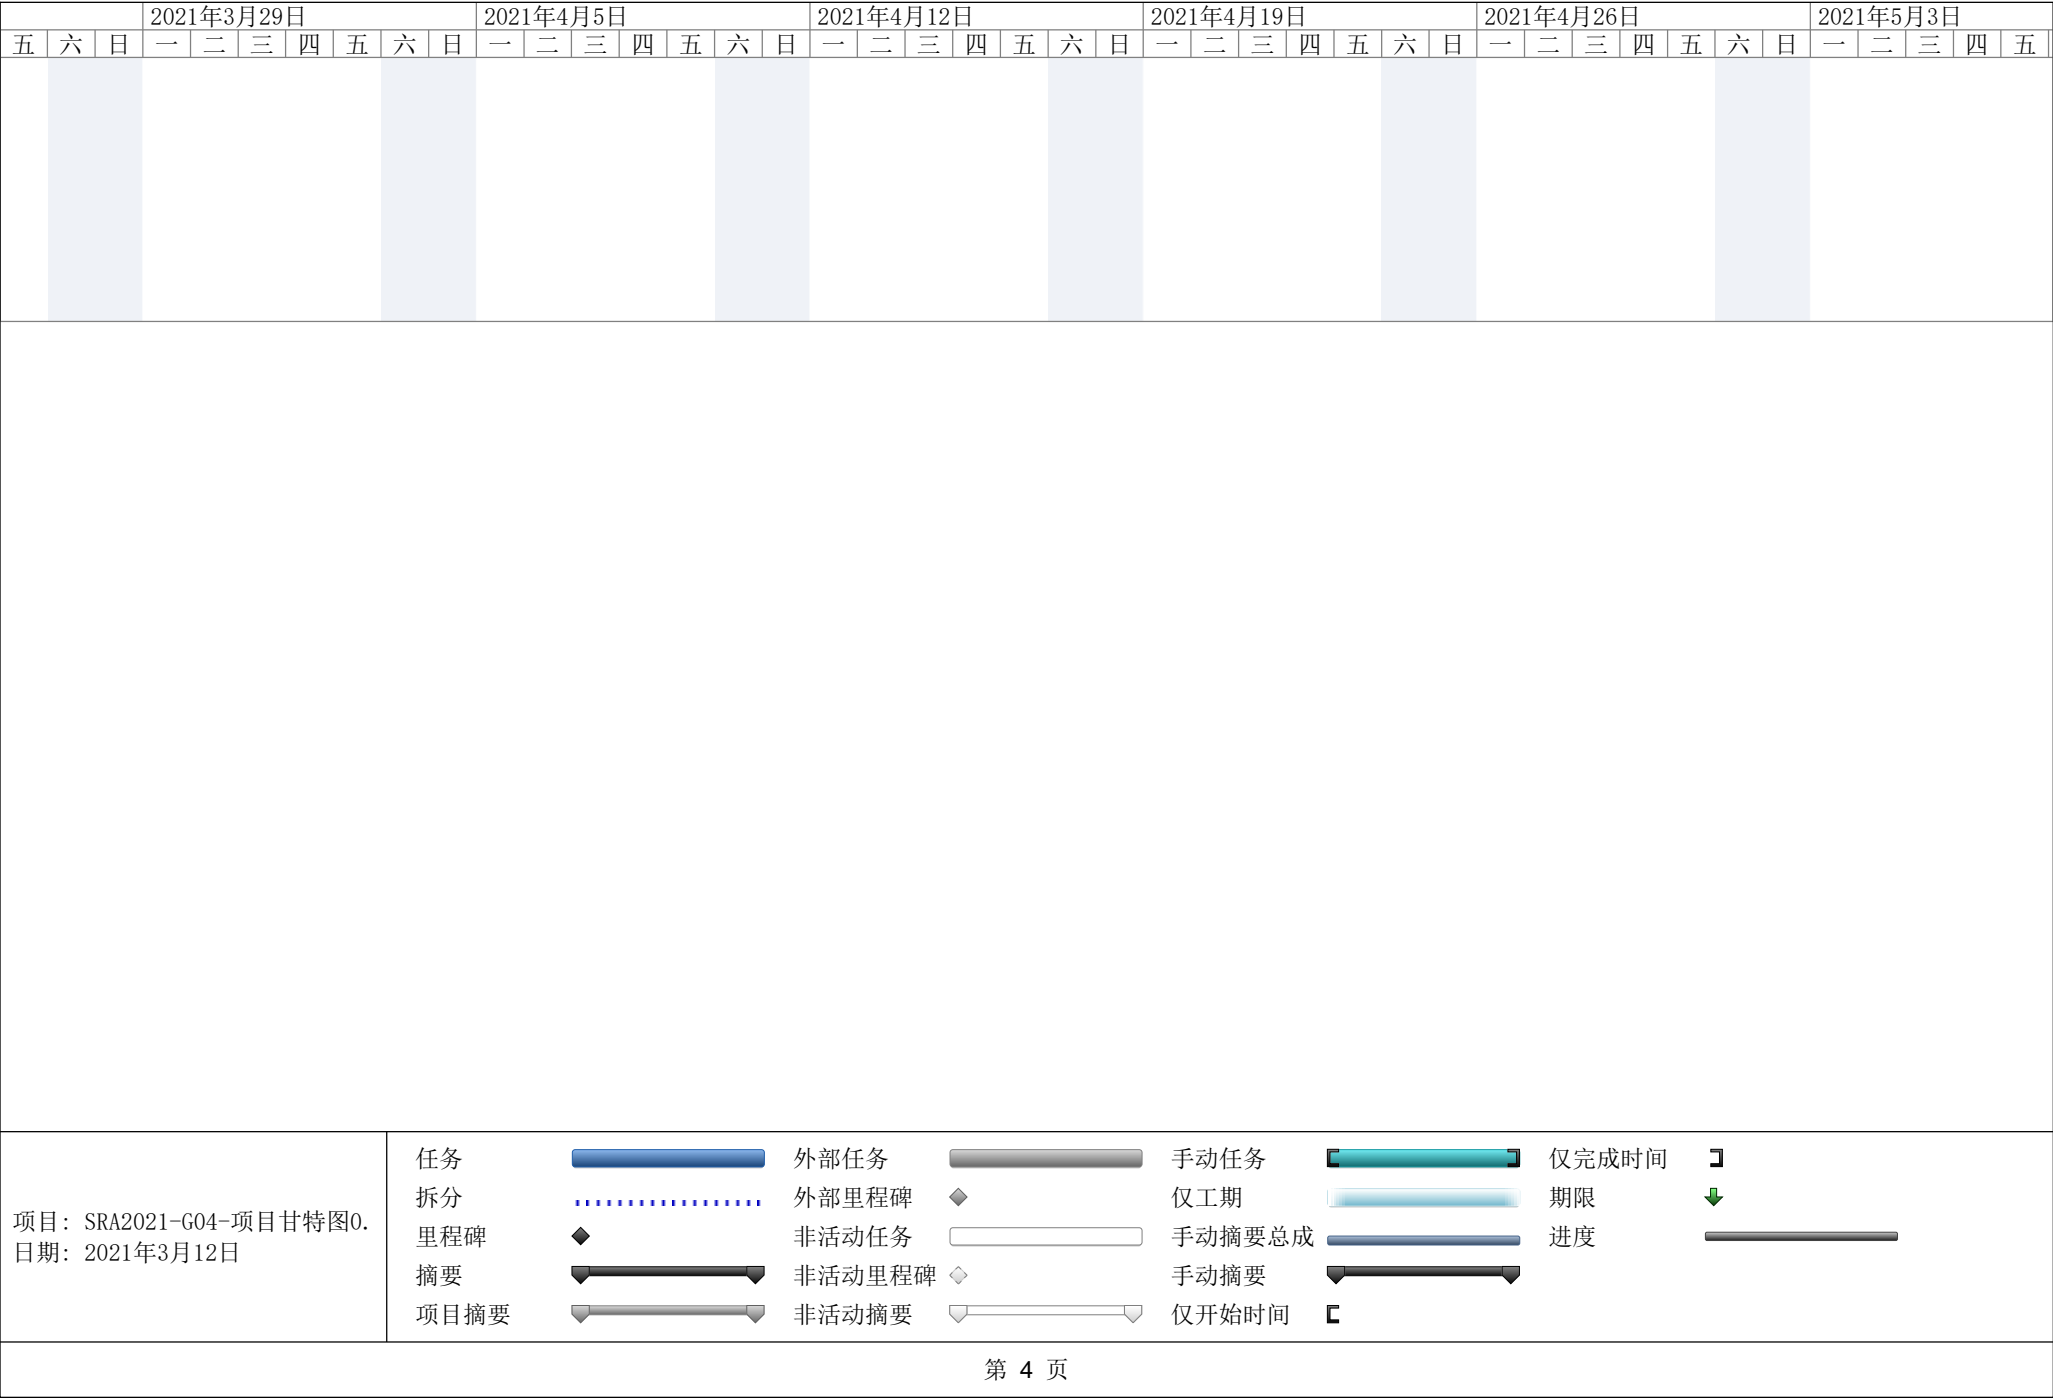 2021年3月29日 2021年4月5日 2021年4月12日 2021年4月19日 2021年4月26日 2021年5月3日
五 六 日 一 二 三 四 五 六 日 一 二 三 四 五 六 日 一 二 三 四 五 六 日 一 二 三 四 五 六 日 一 二 三 四 五 六 日 一 二 三 四 五
项目: SRA2021-G04-项目甘特图0.
日期: 2021年3月12日
任务
拆分
里程碑
摘要
项目摘要
外部任务
外部里程碑
非活动任务
非活动里程碑
非活动摘要
手动任务
仅工期
手动摘要总成
手动摘要
仅开始时间
仅完成时间
期限
进度
第 4 页